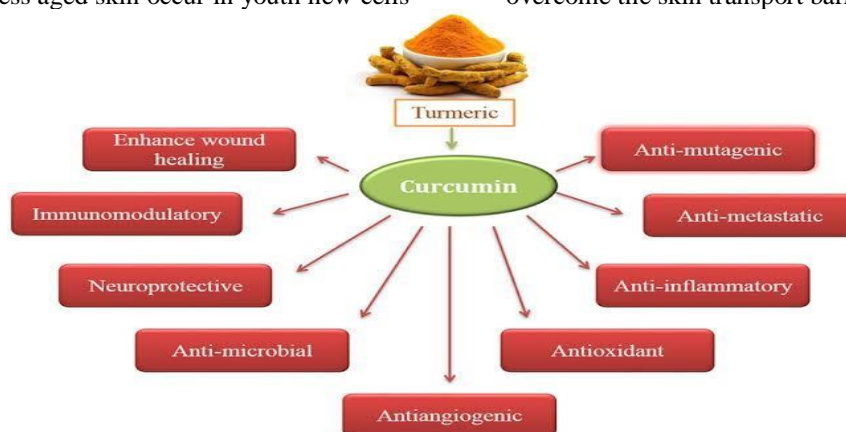 ess aged skin occur in youth new cells
overcome the skin transport bar
Turmeric
Enhance wound
healing
Anti-mutagenic
Curcumin
Immunomodulatory
Anti-metastatic
Neuroprotective
Anti-inflammatory
Anti-microbial
Antioxidant
Antiangiogenic